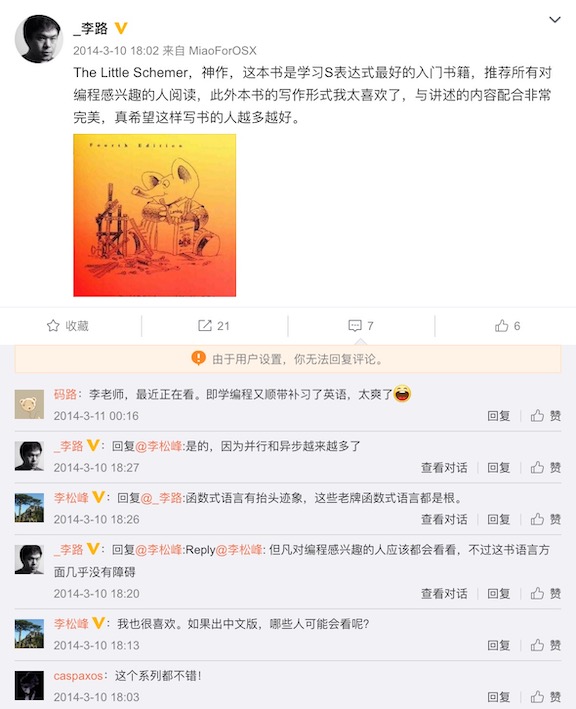 _李路
2014-3-10 18:02 来自 MiaoForOSX
The Little Schemer，神作，这本书是学习S表达式最好的入门书籍，推荐所有对
编程感兴趣的人阅读，此外本书的写作形式我太喜欢了，与讲述的内容配合非常
完美，真希望这样写书的人越多越好。
Fourth Edition
收藏 21 7 6
由于用户设置，你无法回复评论。
码路：李老师，最近正在看。即学编程又顺带补习了英语，太爽了
2014-3-11 00:16 回复 赞
_李路：回复@李松峰:是的，因为并行和异步越来越多了
2014-3-10 18:27 查看对话 回复 赞
李松峰：回复@_李路:函数式语言有抬头迹象，这些老牌函数式语言都是根。
2014-3-10 18:26 查看对话 回复 赞
_李路：回复@李松峰:Reply@李松峰: 但凡对编程感兴趣的人应该都会看看，不过这书语言方
面几乎没有障碍
2014-3-10 18:20 查看对话 回复 赞
李松峰：我也很喜欢。如果出中文版，哪些人可能会看呢？
2014-3-10 18:13 回复 赞
caspaxos：这个系列都不错！
2014-3-10 18:03 回复 赞